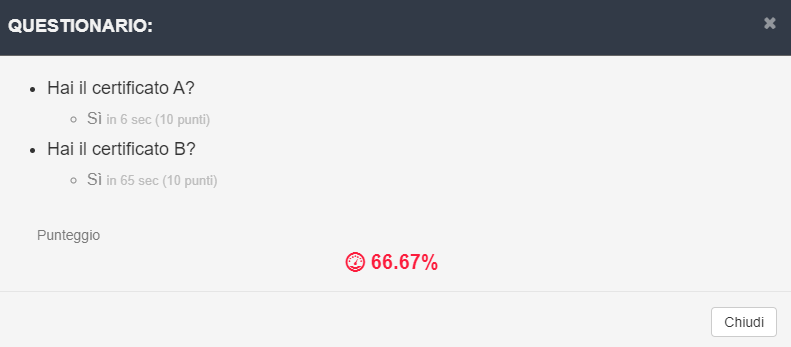 QUESTIONARIO:
Hai il certificato A?
Sì in 6 sec (10 punti)
Hai il certificato B?
Sì in 65 sec (10 punti)
Punteggio
66.67%
Chiudi